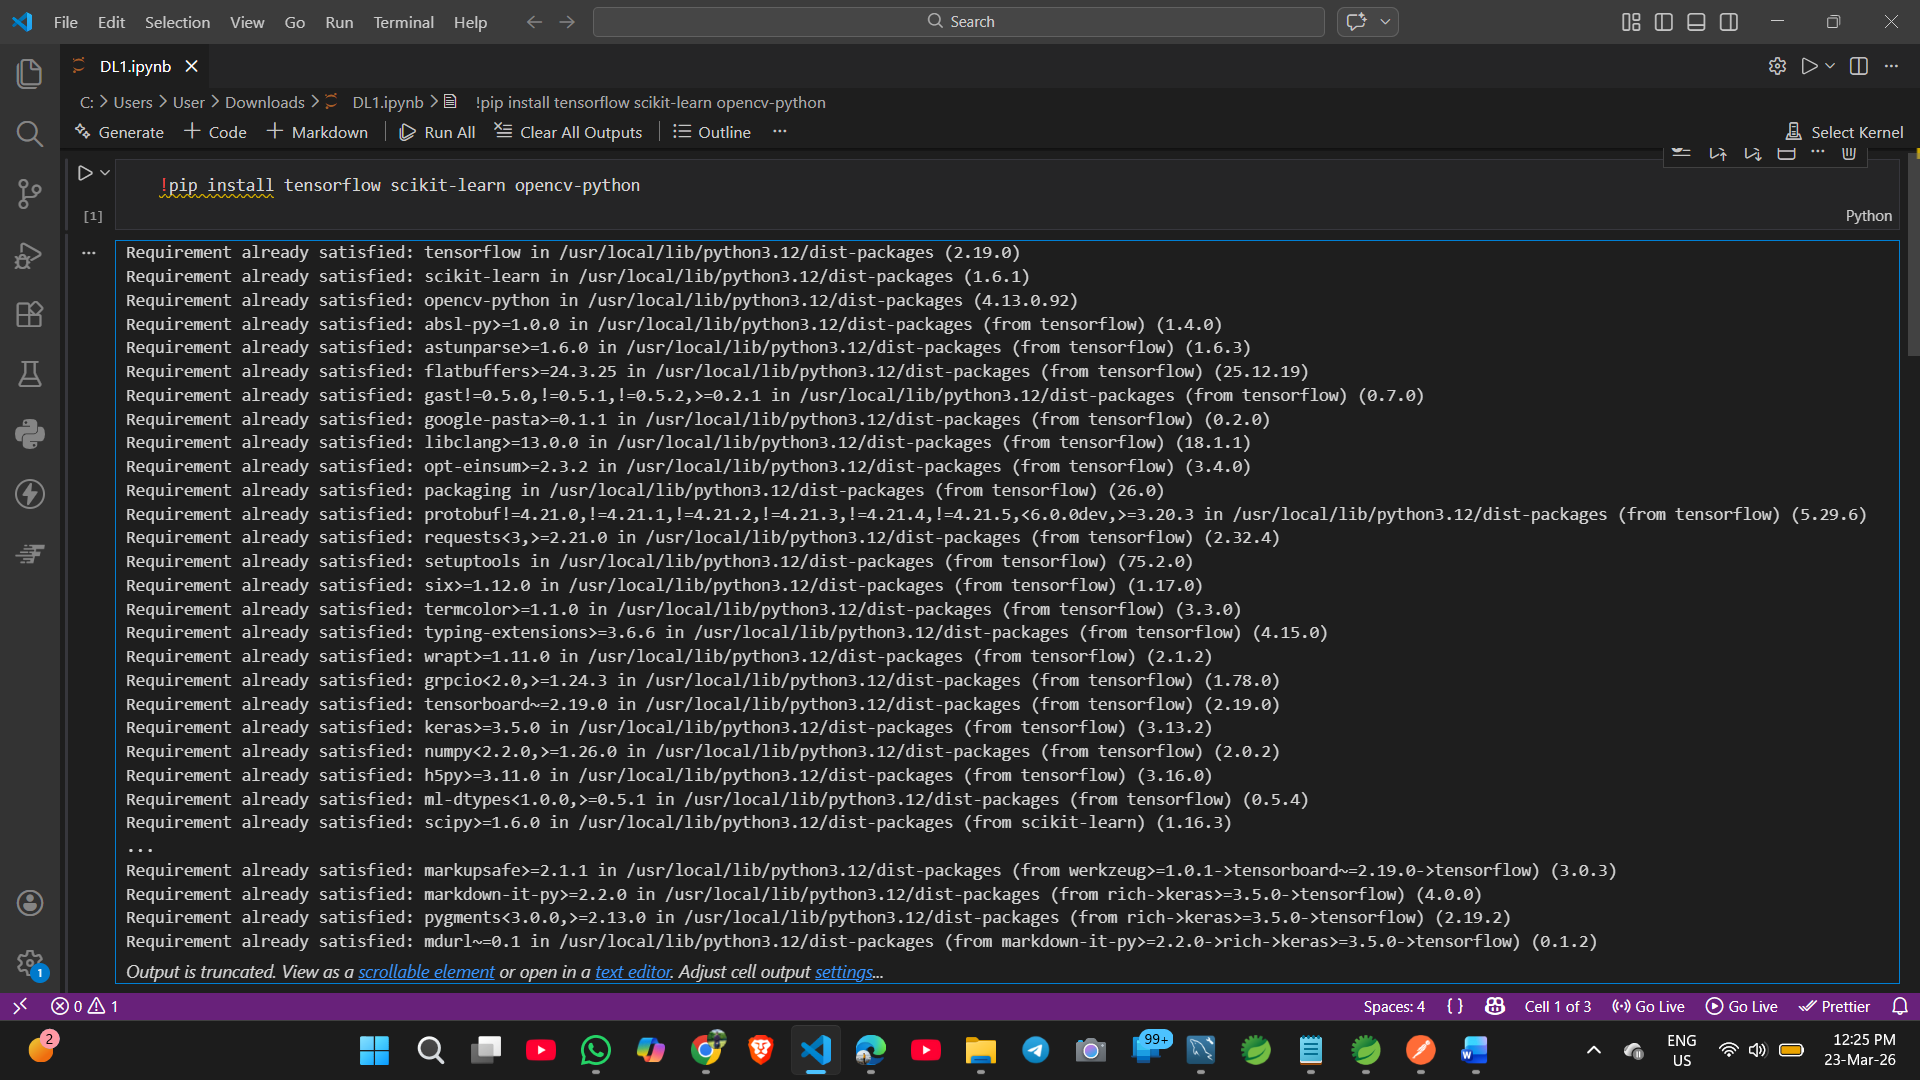 File Edit Selection View Go Run Terminal Help
Search
DL1.ipynb
C: > Users > User > Downloads > DL1.ipynb > !pip install tensorflow scikit-learn opencv-python
Generate + Code + Markdown Run All Clear All Outputs Outline ...
Select Kernel
!pip install tensorflow scikit-learn opencv-python
[1]
Python
Requirement already satisfied: tensorflow in /usr/local/lib/python3.12/dist-packages (2.19.0)
Requirement already satisfied: scikit-learn in /usr/local/lib/python3.12/dist-packages (1.6.1)
Requirement already satisfied: opencv-python in /usr/local/lib/python3.12/dist-packages (4.13.0.92)
Requirement already satisfied: absl-py>=1.0.0 in /usr/local/lib/python3.12/dist-packages (from tensorflow) (1.4.0)
Requirement already satisfied: astunparse>=1.6.0 in /usr/local/lib/python3.12/dist-packages (from tensorflow) (1.6.3)
Requirement already satisfied: flatbuffers>=24.3.25 in /usr/local/lib/python3.12/dist-packages (from tensorflow) (25.12.19)
Requirement already satisfied: gast!=0.5.0,!=0.5.1,!=0.5.2,>=0.2.1 in /usr/local/lib/python3.12/dist-packages (from tensorflow) (0.7.0)
Requirement already satisfied: google-pasta>=0.1.1 in /usr/local/lib/python3.12/dist-packages (from tensorflow) (0.2.0)
Requirement already satisfied: libclang>=13.0.0 in /usr/local/lib/python3.12/dist-packages (from tensorflow) (18.1.1)
Requirement already satisfied: opt-einsum>=2.3.2 in /usr/local/lib/python3.12/dist-packages (from tensorflow) (3.4.0)
Requirement already satisfied: packaging in /usr/local/lib/python3.12/dist-packages (from tensorflow) (26.0)
Requirement already satisfied: protobuf!=4.21.0,!=4.21.1,!=4.21.2,!=4.21.3,!=4.21.4,!=4.21.5,<6.0.0dev,>=3.20.3 in /usr/local/lib/python3.12/dist-packages (from tensorflow) (5.29.6)
Requirement already satisfied: requests<3,>=2.21.0 in /usr/local/lib/python3.12/dist-packages (from tensorflow) (2.32.4)
Requirement already satisfied: setuptools in /usr/local/lib/python3.12/dist-packages (from tensorflow) (75.2.0)
Requirement already satisfied: six>=1.12.0 in /usr/local/lib/python3.12/dist-packages (from tensorflow) (1.17.0)
Requirement already satisfied: termcolor>=1.1.0 in /usr/local/lib/python3.12/dist-packages (from tensorflow) (3.3.0)
Requirement already satisfied: typing-extensions>=3.6.6 in /usr/local/lib/python3.12/dist-packages (from tensorflow) (4.15.0)
Requirement already satisfied: wrapt>=1.11.0 in /usr/local/lib/python3.12/dist-packages (from tensorflow) (2.1.2)
Requirement already satisfied: grpcio<2.0,>=1.24.3 in /usr/local/lib/python3.12/dist-packages (from tensorflow) (1.78.0)
Requirement already satisfied: tensorboard~=2.19.0 in /usr/local/lib/python3.12/dist-packages (from tensorflow) (2.19.0)
Requirement already satisfied: keras>=3.5.0 in /usr/local/lib/python3.12/dist-packages (from tensorflow) (3.13.2)
Requirement already satisfied: numpy<2.2.0,>=1.26.0 in /usr/local/lib/python3.12/dist-packages (from tensorflow) (2.0.2)
Requirement already satisfied: h5py>=3.11.0 in /usr/local/lib/python3.12/dist-packages (from tensorflow) (3.16.0)
Requirement already satisfied: ml-dtypes<1.0.0,>=0.5.1 in /usr/local/lib/python3.12/dist-packages (from tensorflow) (0.5.4)
Requirement already satisfied: scipy>=1.6.0 in /usr/local/lib/python3.12/dist-packages (from scikit-learn) (1.16.3)
...
Requirement already satisfied: markupsafe>=2.1.1 in /usr/local/lib/python3.12/dist-packages (from werkzeug>=1.0.1->tensorboard~=2.19.0->tensorflow) (3.0.3)
Requirement already satisfied: markdown-it-py>=2.2.0 in /usr/local/lib/python3.12/dist-packages (from rich->keras>=3.5.0->tensorflow) (4.0.0)
Requirement already satisfied: pygments<3.0.0,>=2.13.0 in /usr/local/lib/python3.12/dist-packages (from rich->keras>=3.5.0->tensorflow) (2.19.2)
Requirement already satisfied: mdurl~=0.1 in /usr/local/lib/python3.12/dist-packages (from markdown-it-py>=2.2.0->rich->keras>=3.5.0->tensorflow) (0.1.2)
Output is truncated. View as a scrollable element or open in a text editor. Adjust cell output settings...
1
0 1 Spaces: 4 {} Cell 1 of 3 Go Live Go Live Prettier
2
99+
ENG
US
12:25 PM
23-Mar-26